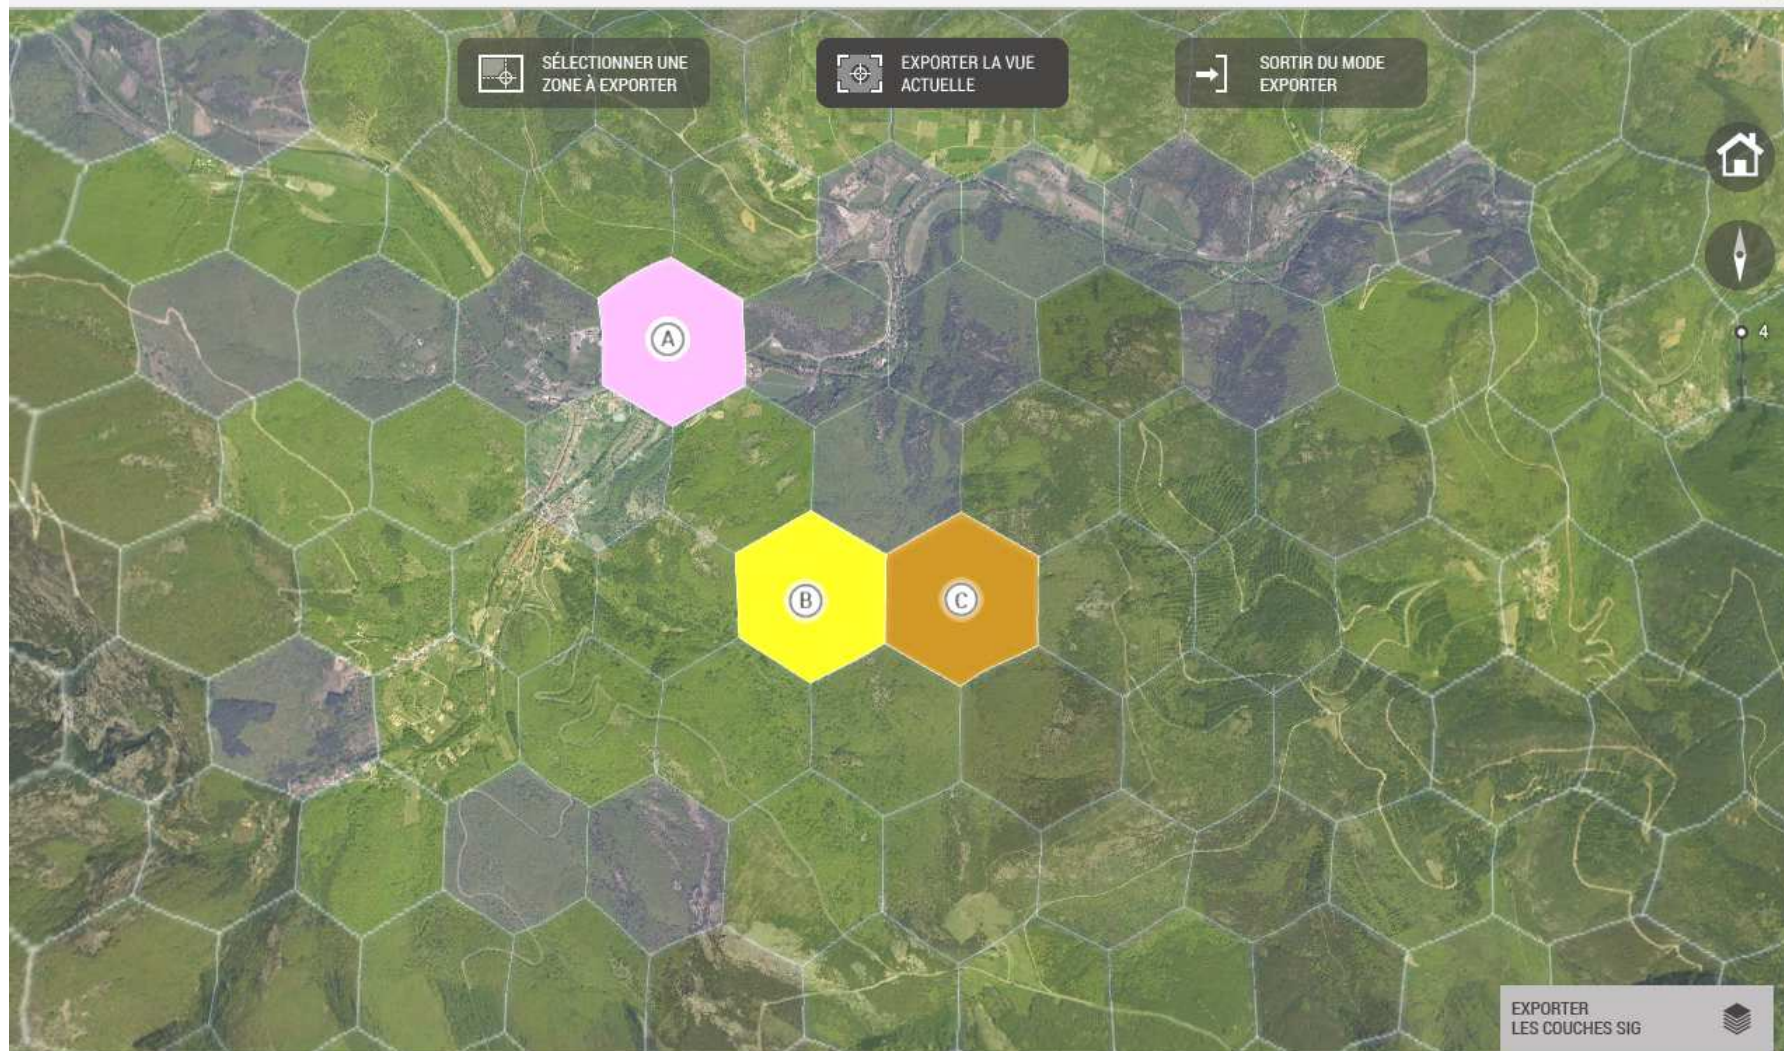 SÉLECTIONNER UNE
ZONE À EXPORTER
EXPORTER LA VUE
ACTUELLE
SORTIR DU MODE
EXPORTER
4
A
B
C
EXPORTER
LES COUCHES SIG